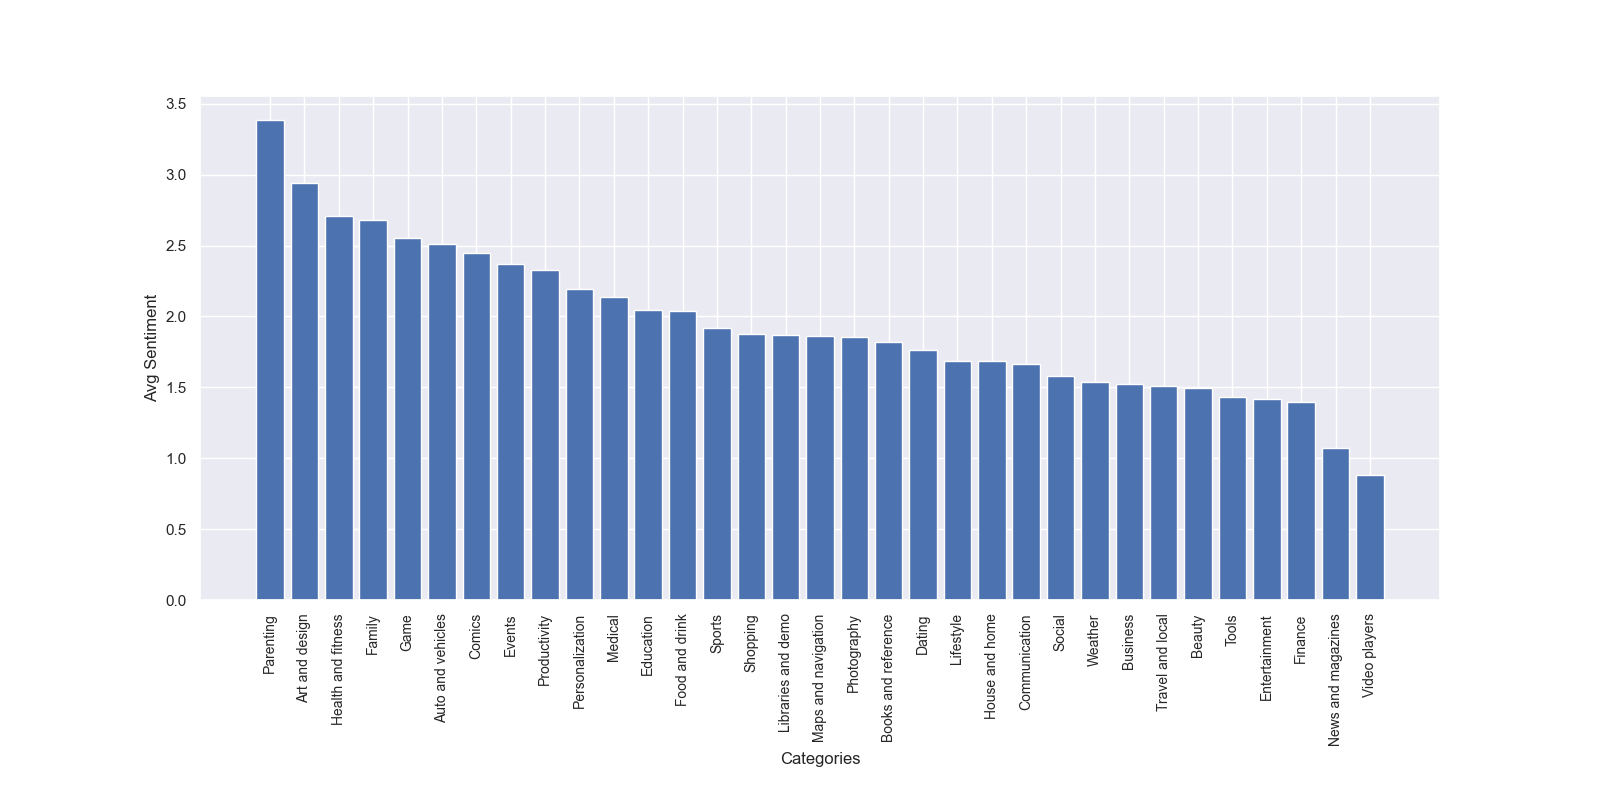 3.5
3.0
2.5
2.0
1.5
1.0
0.5
0.0
Avg Sentiment
Parenting
Art and design
Health and fitness
Family
Game
Auto and vehicles
Comics
Events
Productivity
Personalization
Medical
Education
Food and drink
Sports
Shopping
Libraries and demo
Maps and navigation
Photography
Books and reference
Dating
Lifestyle
House and home
Communication
Social
Weather
Business
Travel and local
Beauty
Tools
Entertainment
Finance
News and magazines
Video players
Categories